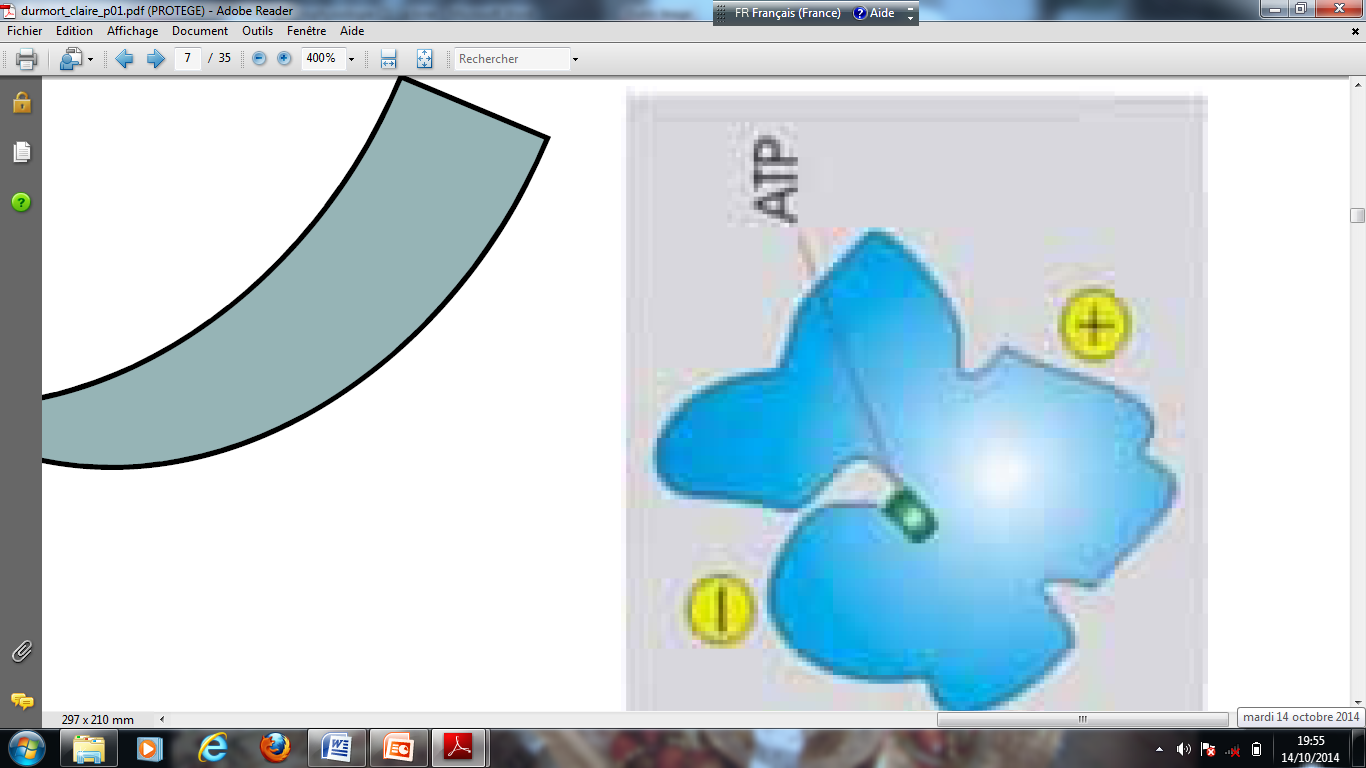 durmort_claire_p01.pdf (PROTEGE) - Adobe Reader
FR Français (France) ? Aide
Fichier Edition Affichage Document Outils Fenêtre Aide
7 / 35 400% Rechercher
ATP
+
−
297 x 210 mm
mardi 14 octobre 2014
19:55
14/10/2014